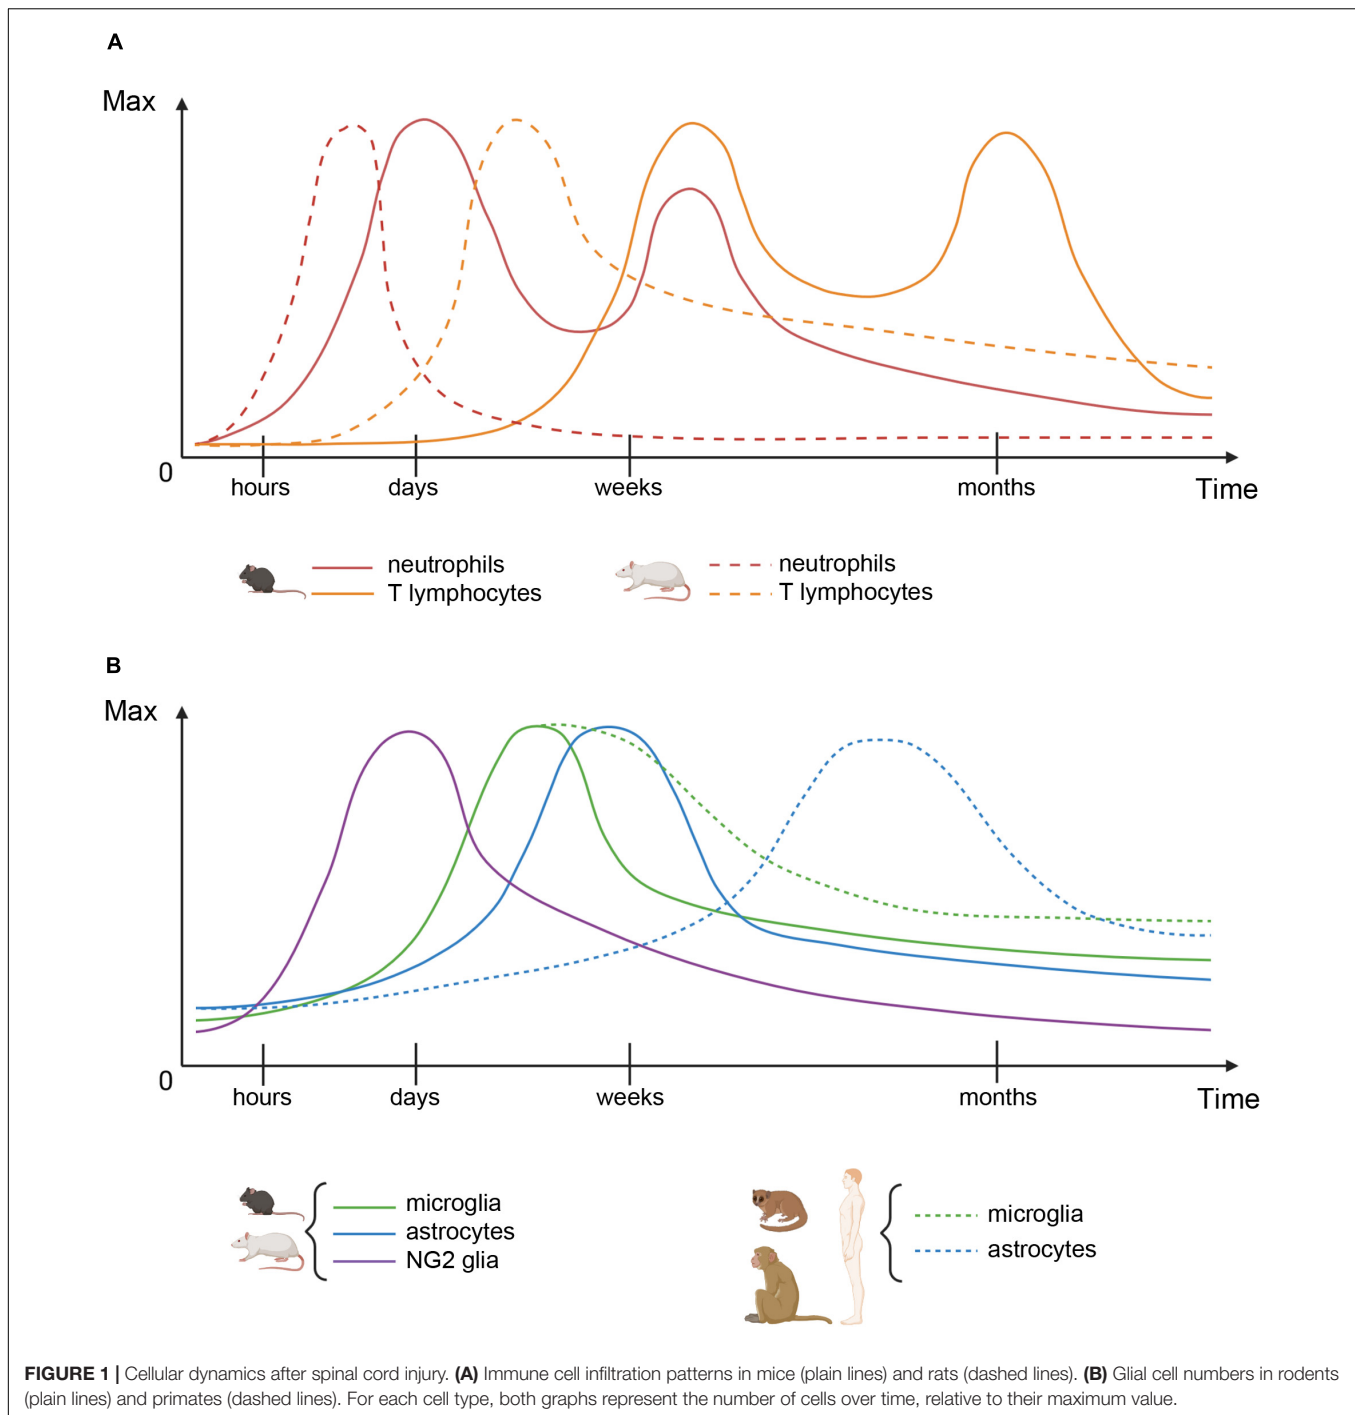 A
Max
0
hours days weeks months Time
neutrophils neutrophils
T lymphocytes T lymphocytes
B
Max
0
hours days weeks months Time
microglia
astrocytes
NG2 glia
microglia
astrocytes
FIGURE 1 | Cellular dynamics after spinal cord injury. (A) Immune cell infiltration patterns in mice (plain lines) and rats (dashed lines). (B) Glial cell numbers in rodents
(plain lines) and primates (dashed lines). For each cell type, both graphs represent the number of cells over time, relative to their maximum value.